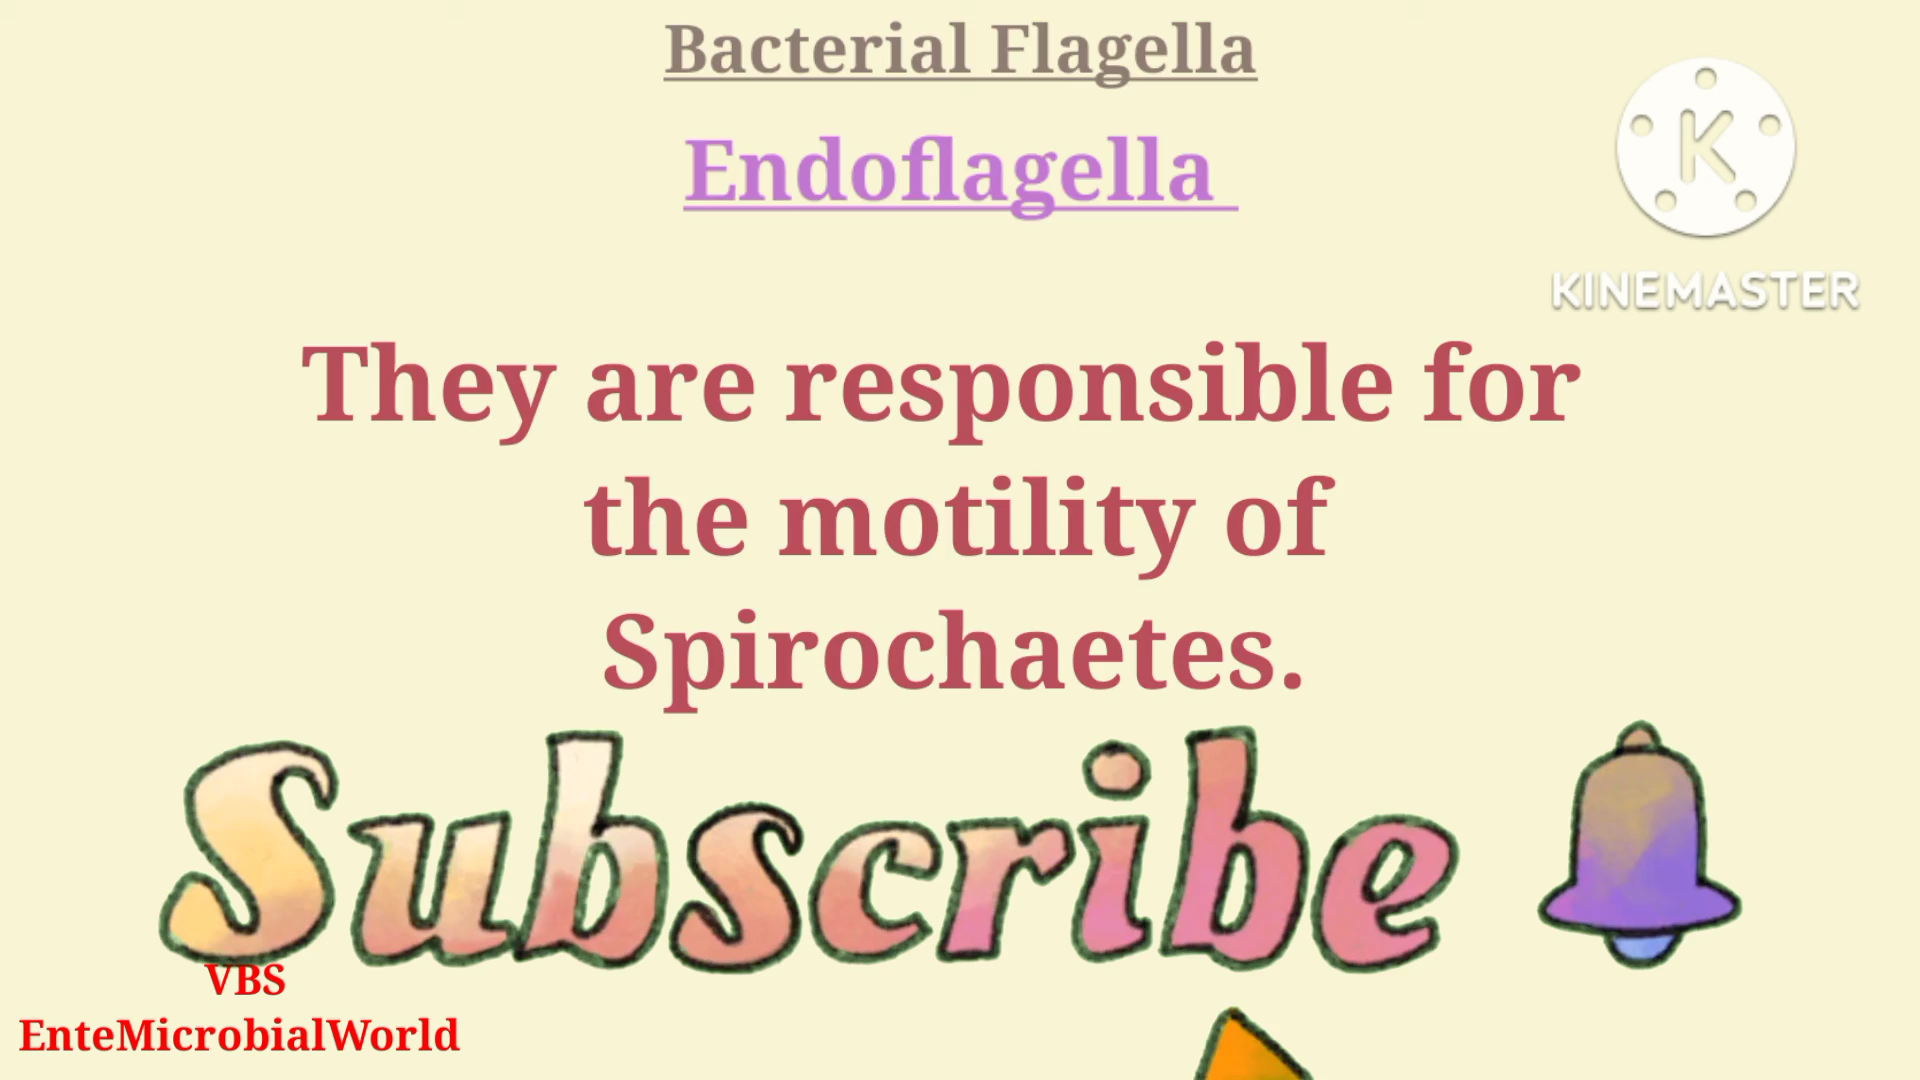 Bacterial Flagella
Endoflagella
K
KINEMASTER
They are responsible for
the motility of
Spirochaetes.
Subscribe
VBS
EnteMicrobialWorld